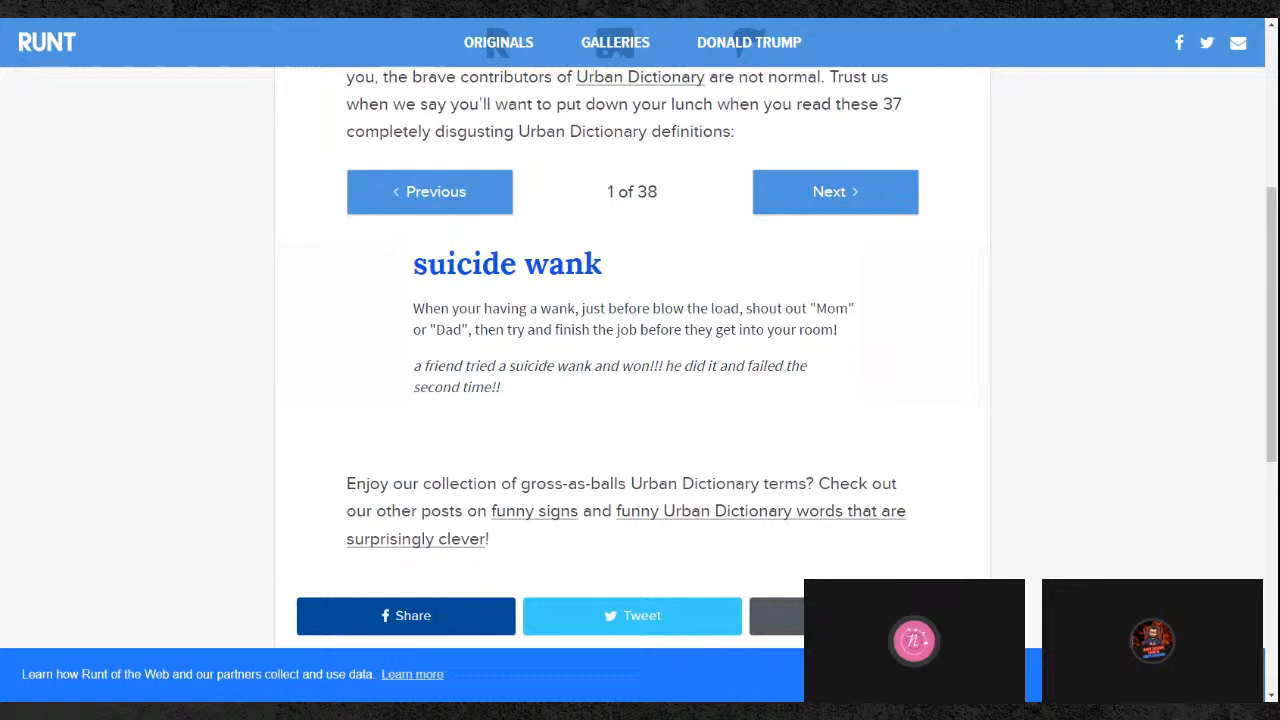 RUNT
ORIGINALS
GALLERIES
DONALD TRUMP
you, the brave contributors of Urban Dictionary are not normal. Trust us
when we say you'll want to put down your lunch when you read these 37
completely disgusting Urban Dictionary definitions:
Previous
1 of 38
Next
suicide wank
When your having a wank, just before blow the load, shout out "Mom"
or "Dad", then try and finish the job before they get into your room!
a friend tried a suicide wank and won!!! he did it and failed the
second time!!
Enjoy our collection of gross-as-balls Urban Dictionary terms? Check out
our other posts on funny signs and funny Urban Dictionary words that are
surprisingly clever!
Share
Tweet
Learn how Runt of the Web and our partners collect and use data. Learn more